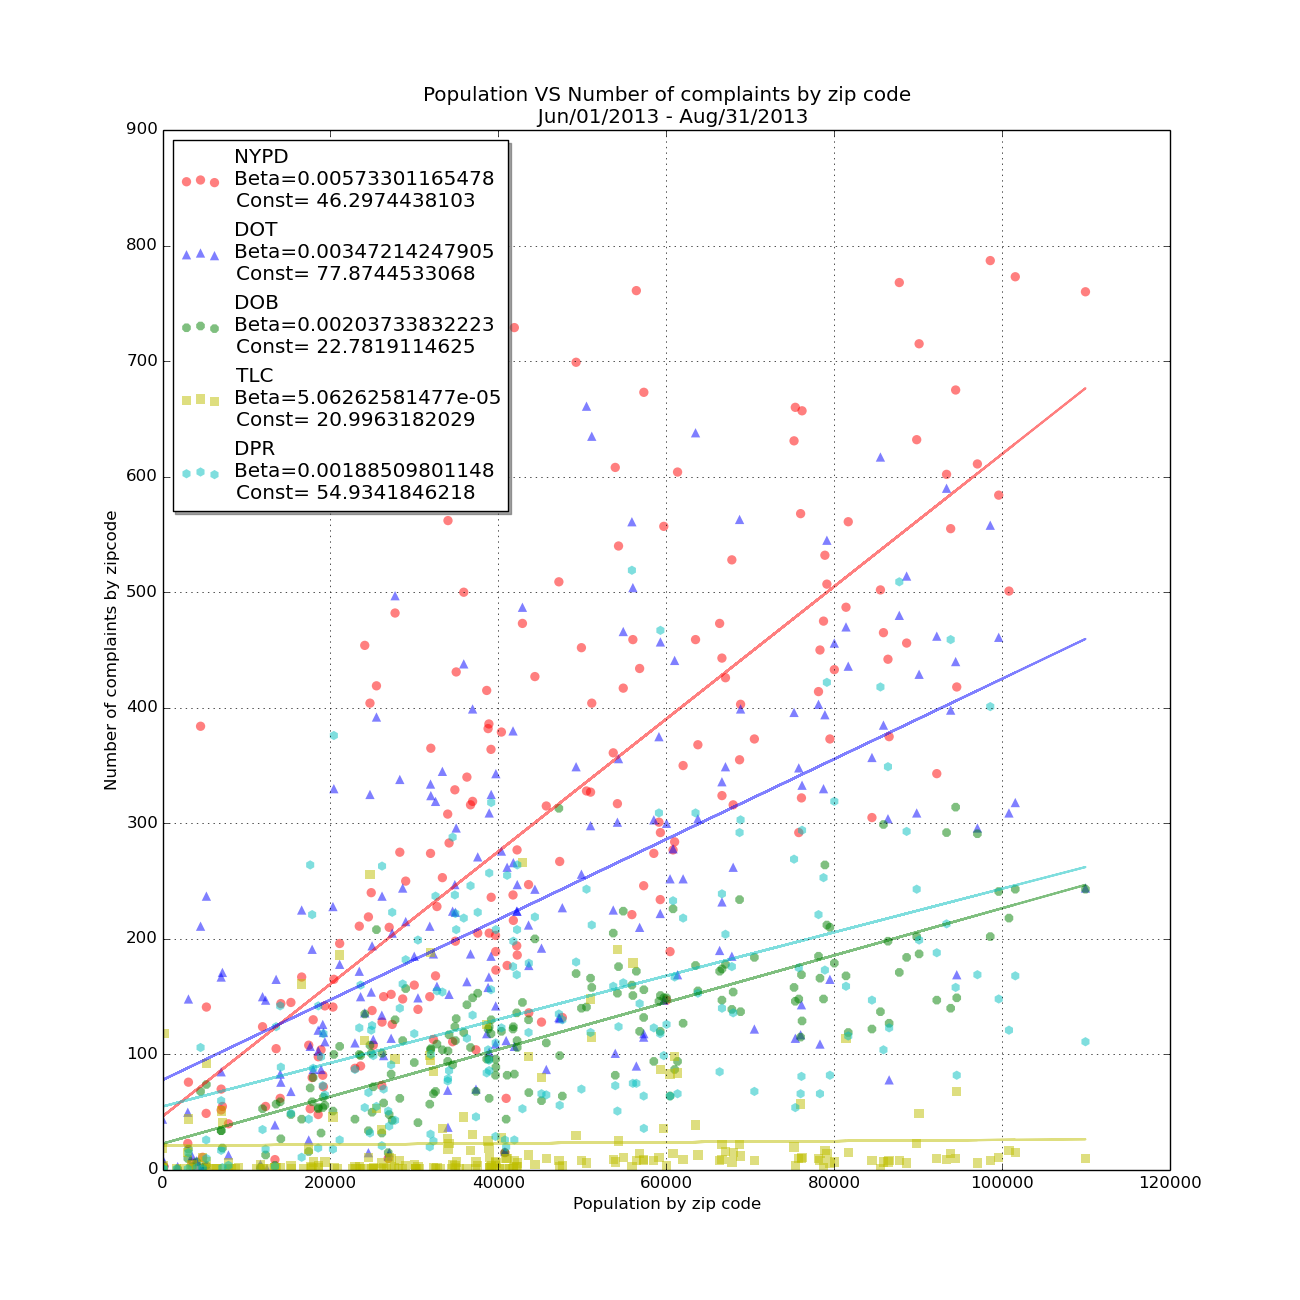 Population VS Number of complaints by zip code
Jun/01/2013 - Aug/31/2013
900
800
700
600
500
400
300
200
100
0
Number of complaints by zipcode
NYPD
Beta=0.00573301165478
Const= 46.2974438103
DOT
Beta=0.00347214247905
Const= 77.8744533068
DOB
Beta=0.00203733832223
Const= 22.7819114625
TLC
Beta=5.06262581477e-05
Const= 20.9963182029
DPR
Beta=0.00188509801148
Const= 54.9341846218
0 20000 40000 60000 80000 100000 120000
Population by zip code